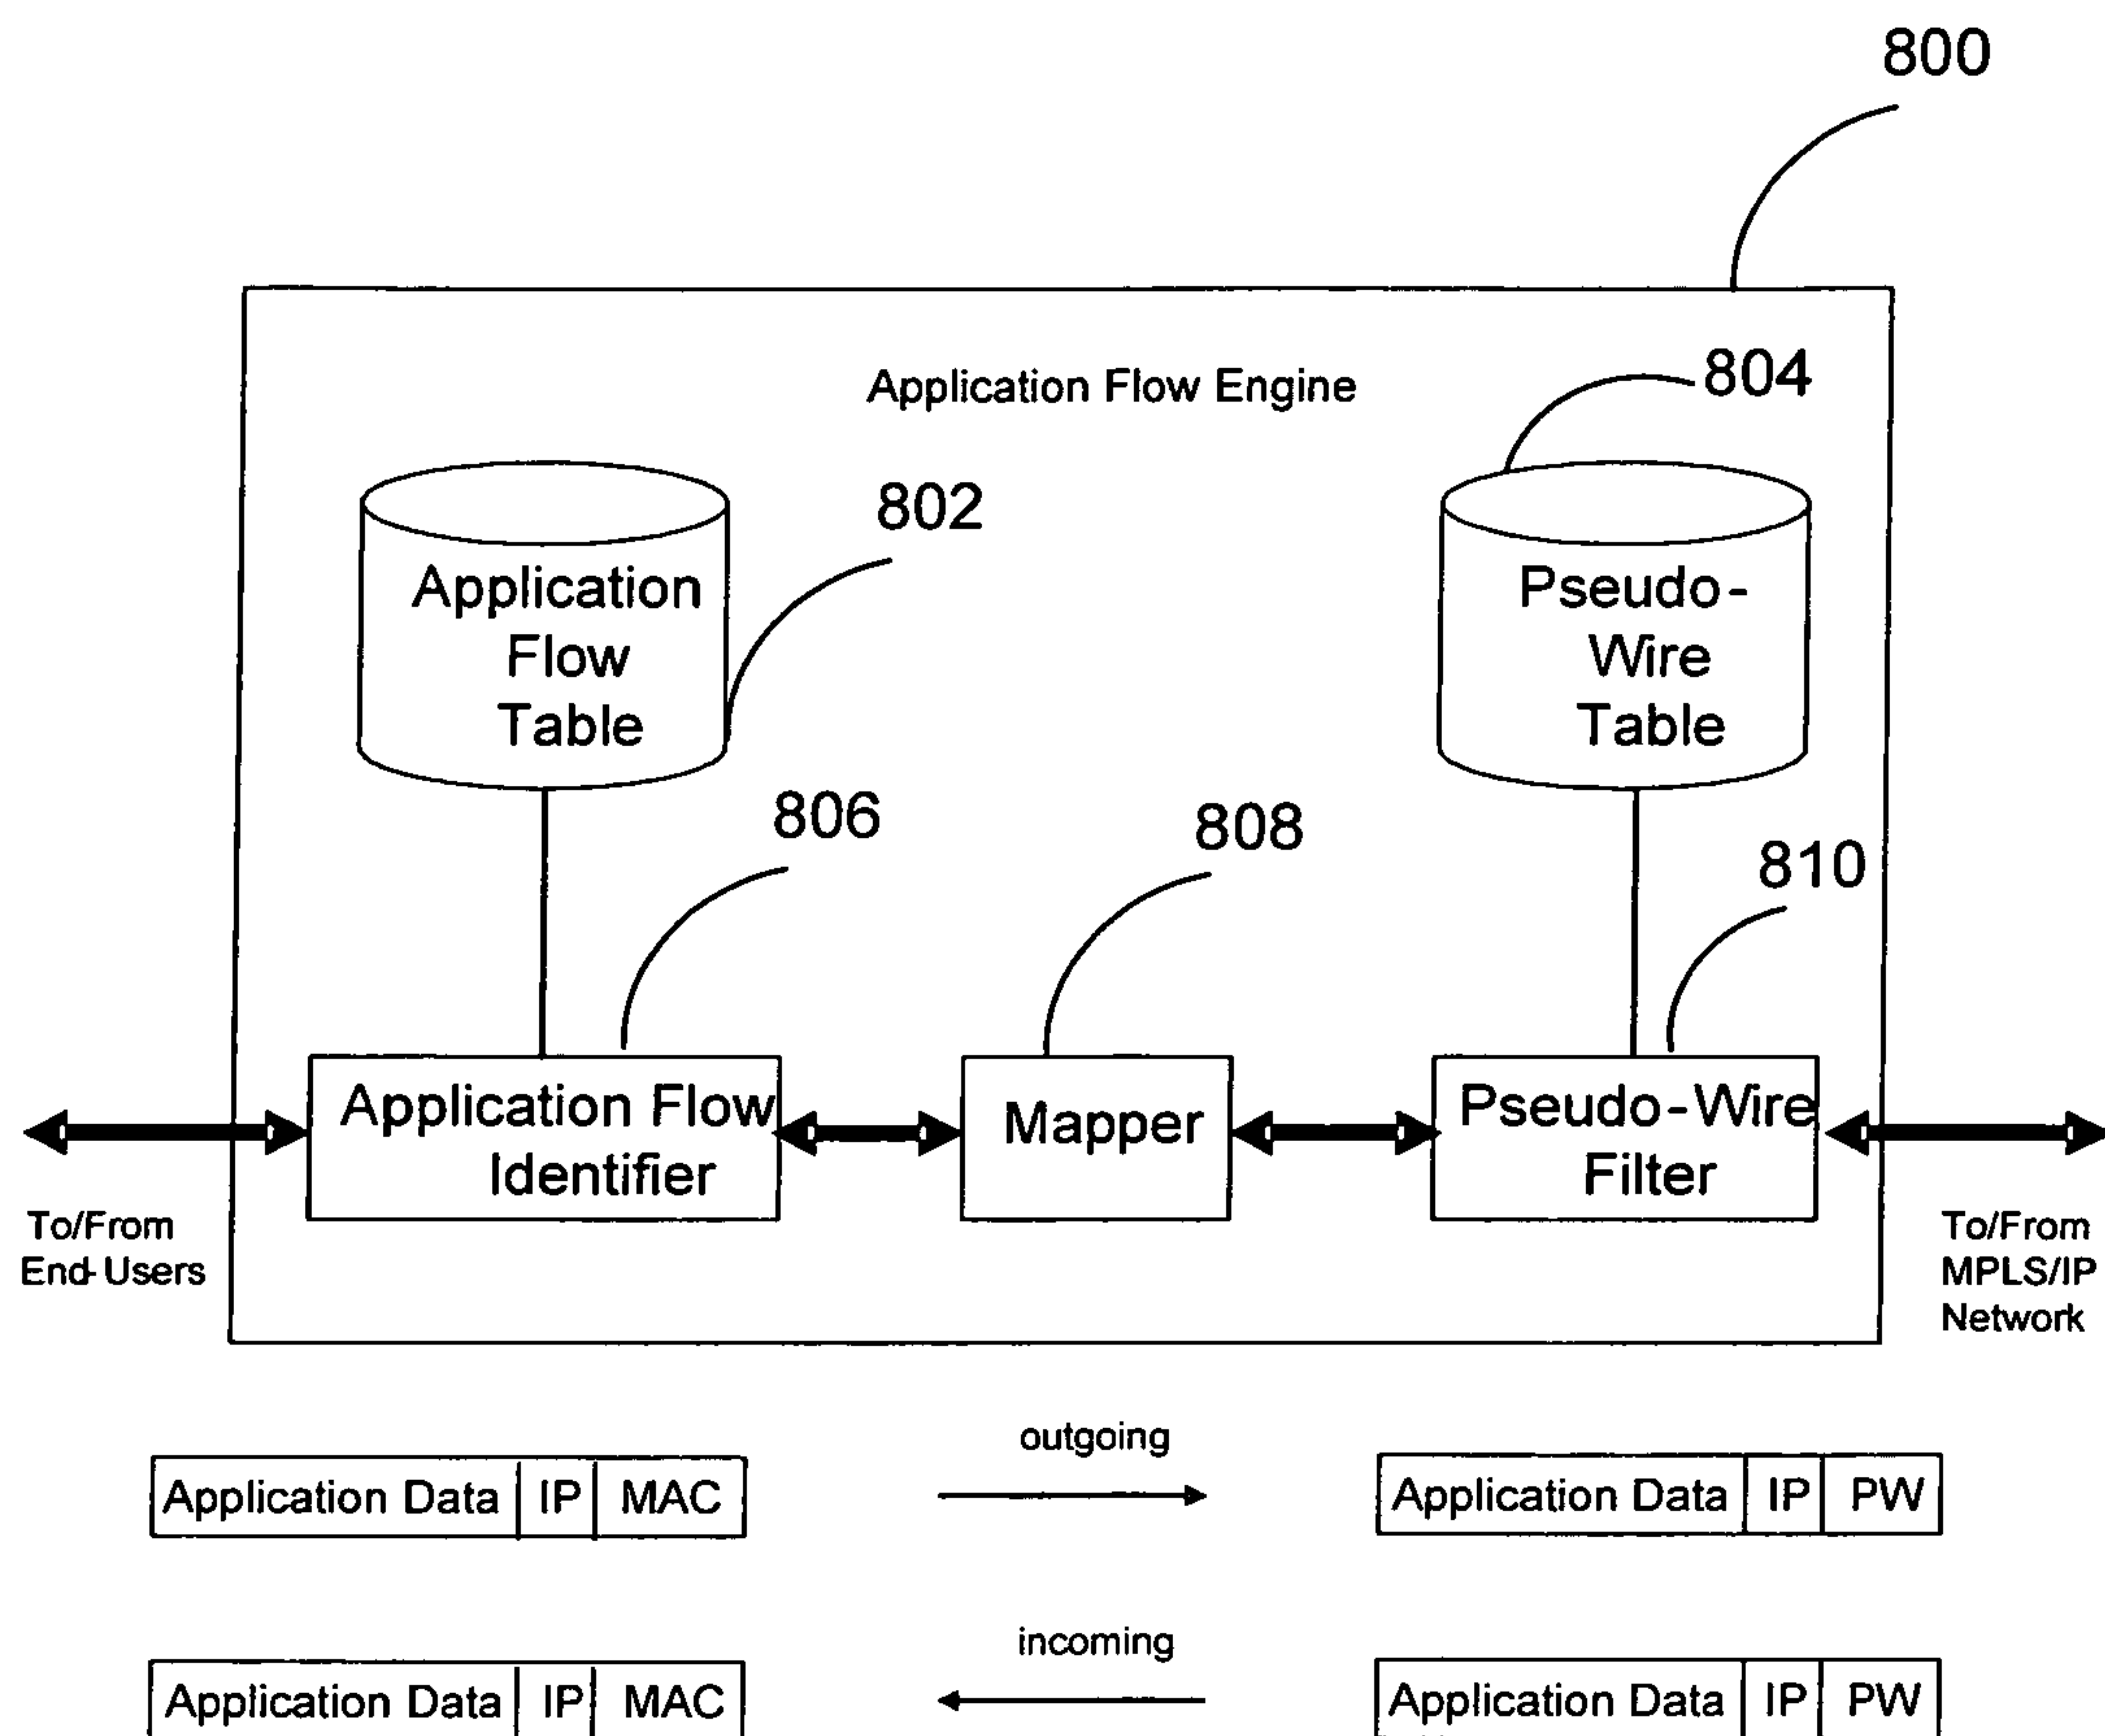 800
Application Flow Engine
804
802
Application
Flow
Table
Pseudo-
Wire
Table
806
808
810
Application Flow
Identifier
Mapper
Pseudo-Wire
Filter
To/From
End-Users
To/From
MPLS/IP
Network
outgoing
Application Data IP MAC
Application Data IP PW
incoming
Application Data IP MAC
Application Data IP PW